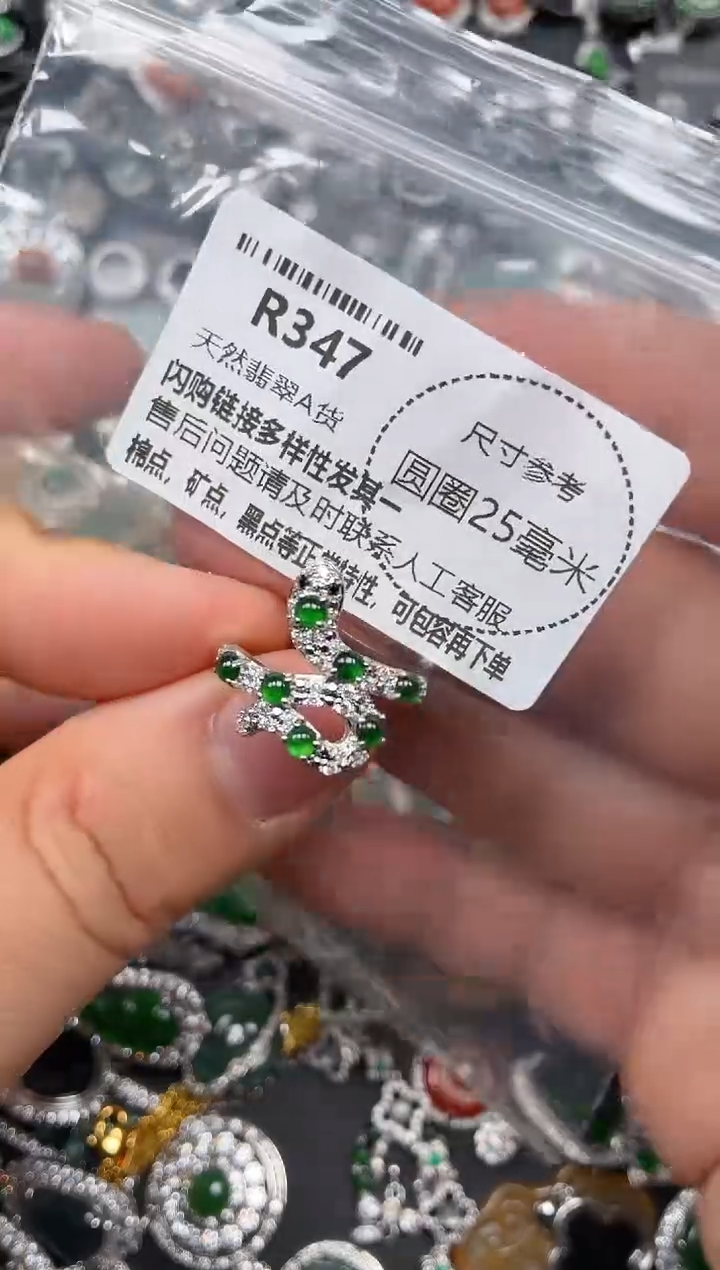 R347
天然翡翠A货
闪购链接多样性发其一
售后问题请及时联系人工客服
棉点，矿点，黑点等正常特性，可包容再下单
尺寸参考
圆圈25毫米